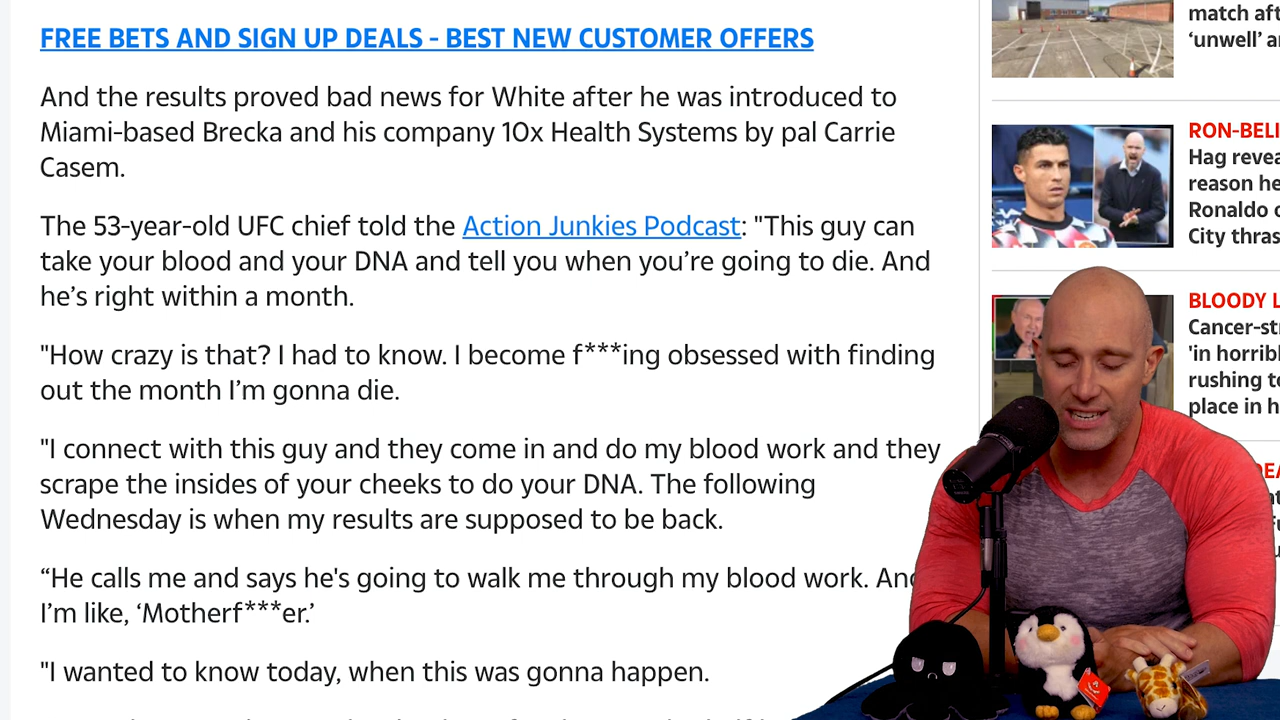 FREE BETS AND SIGN UP DEALS - BEST NEW CUSTOMER OFFERS
And the results proved bad news for White after he was introduced to
Miami-based Brecka and his company 10x Health Systems by pal Carrie
Casem.
The 53-year-old UFC chief told the Action Junkies Podcast: "This guy can
take your blood and your DNA and tell you when you’re going to die. And
he’s right within a month.
"How crazy is that? I had to know. I become f***ing obsessed with finding
out the month I’m gonna die.
"I connect with this guy and they come in and do my blood work and they
scrape the insides of your cheeks to do your DNA. The following
Wednesday is when my results are supposed to be back.
“He calls me and says he's going to walk me through my blood work. And
I’m like, ‘Motherf***er.’
"I wanted to know today, when this was gonna happen.
match aft
‘unwell’ a
RON-BELI
Hag revea
reason he
Ronaldo
City thras
BLOODY L
Cancer-str
'in horribl
rushing to
place in h